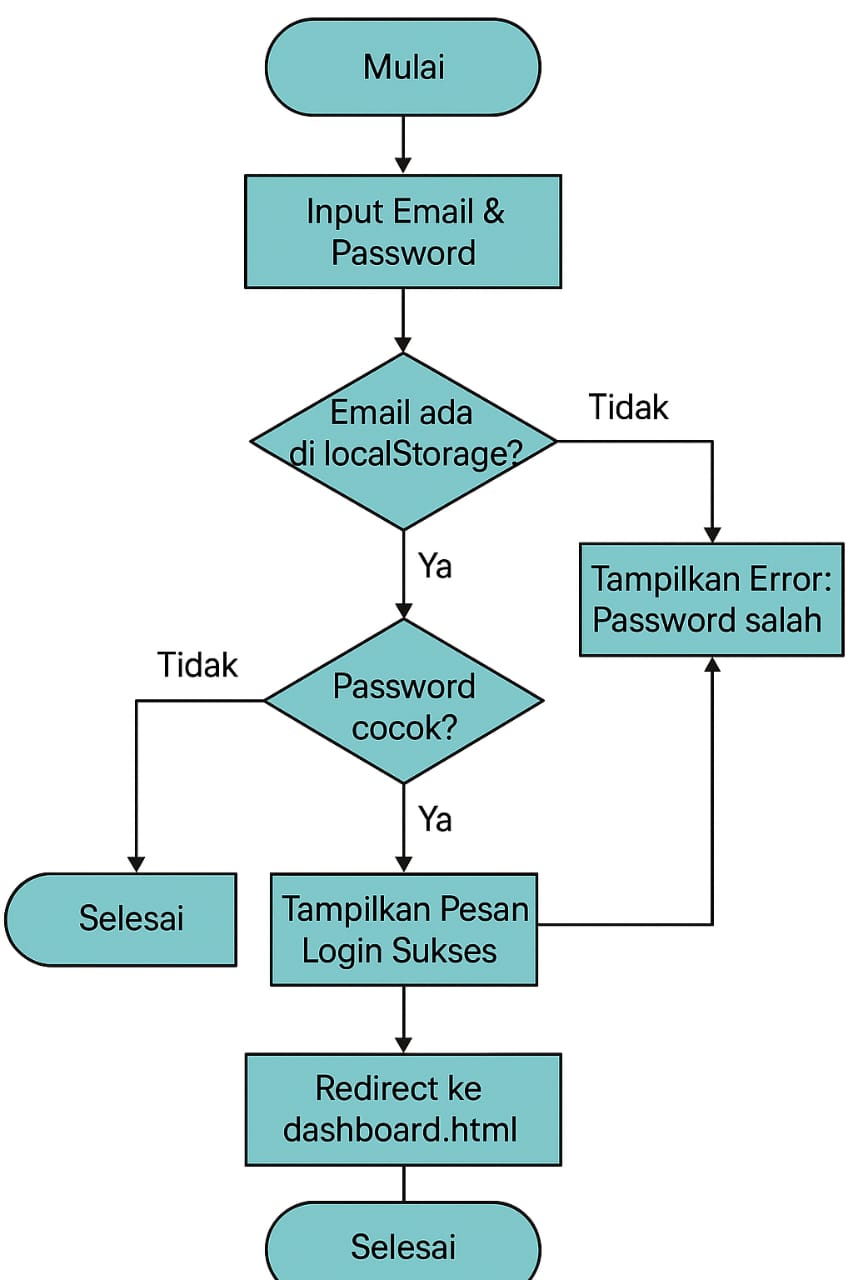 Mulai
Input Email &
Password
Email ada
di localStorage?
Tidak
Ya
Tampilkan Error:
Password salah
Tidak
Password
cocok?
Ya
Selesai
Tampilkan Pesan
Login Sukses
Redirect ke
dashboard.html
Selesai